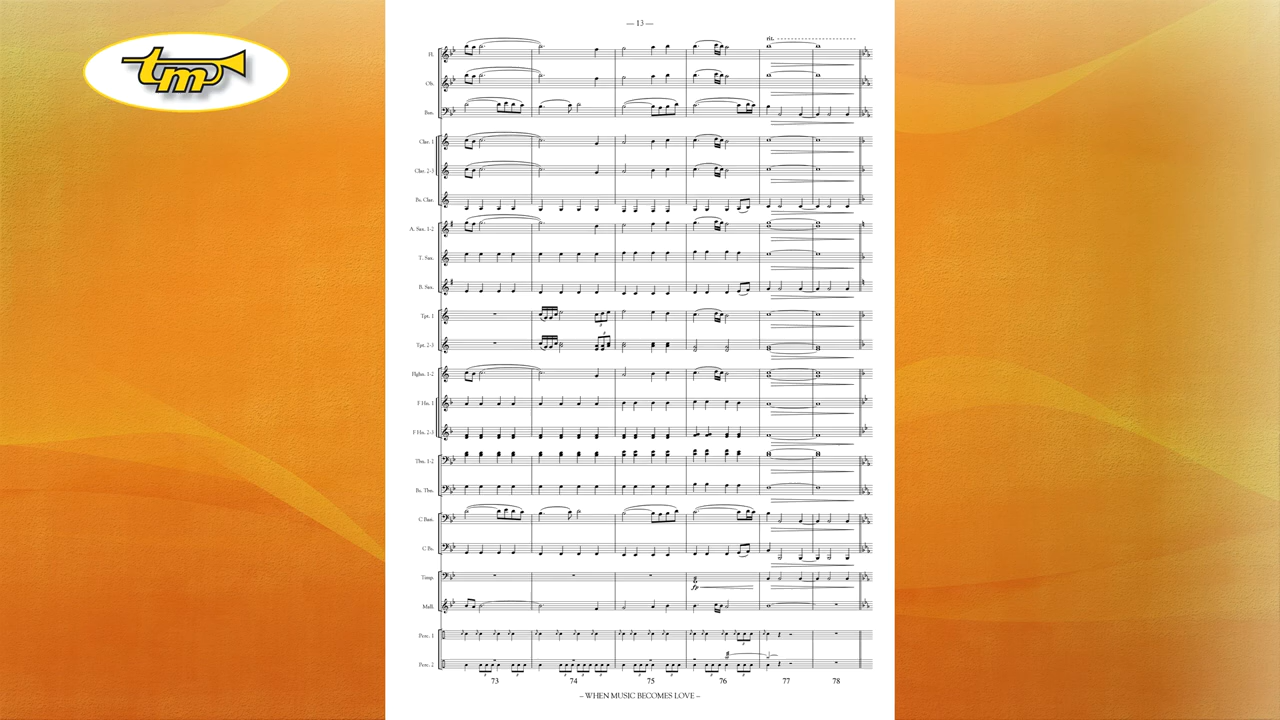 — 13 —
tm
rit.
Fl.
Ob.
Bsn.
Clar. 1
Clar. 2-3
Bs. Clar.
A. Sax. 1-2
T. Sax.
B. Sax.
Tpt. 1
Tpt. 2-3
Flghn. 1-2
F Hn. 1
F Hn. 2-3
Tbn. 1-2
Bs. Tbn.
C Bari.
C Bs.
Timp.
fp
Mall.
Perc. 1
Perc. 2
73 74 75 76 77 78
– WHEN MUSIC BECOMES LOVE –